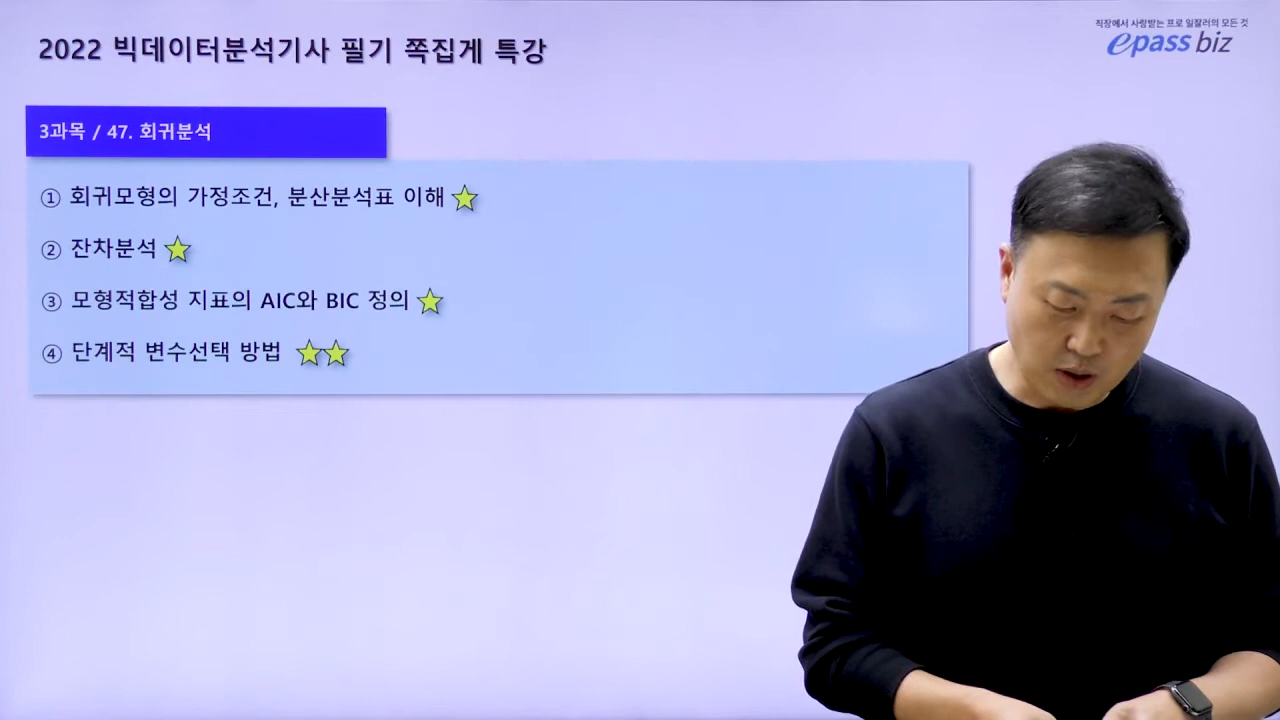 직장에서 사랑받는 프로 일잘러의 모든 것
epass biz
2022 빅데이터분석기사 필기 쪽집게 특강
3과목 / 47. 회귀분석
① 회귀모형의 가정조건, 분산분석표 이해
② 잔차분석
③ 모형적합성 지표의 AIC와 BIC 정의
④ 단계적 변수선택 방법